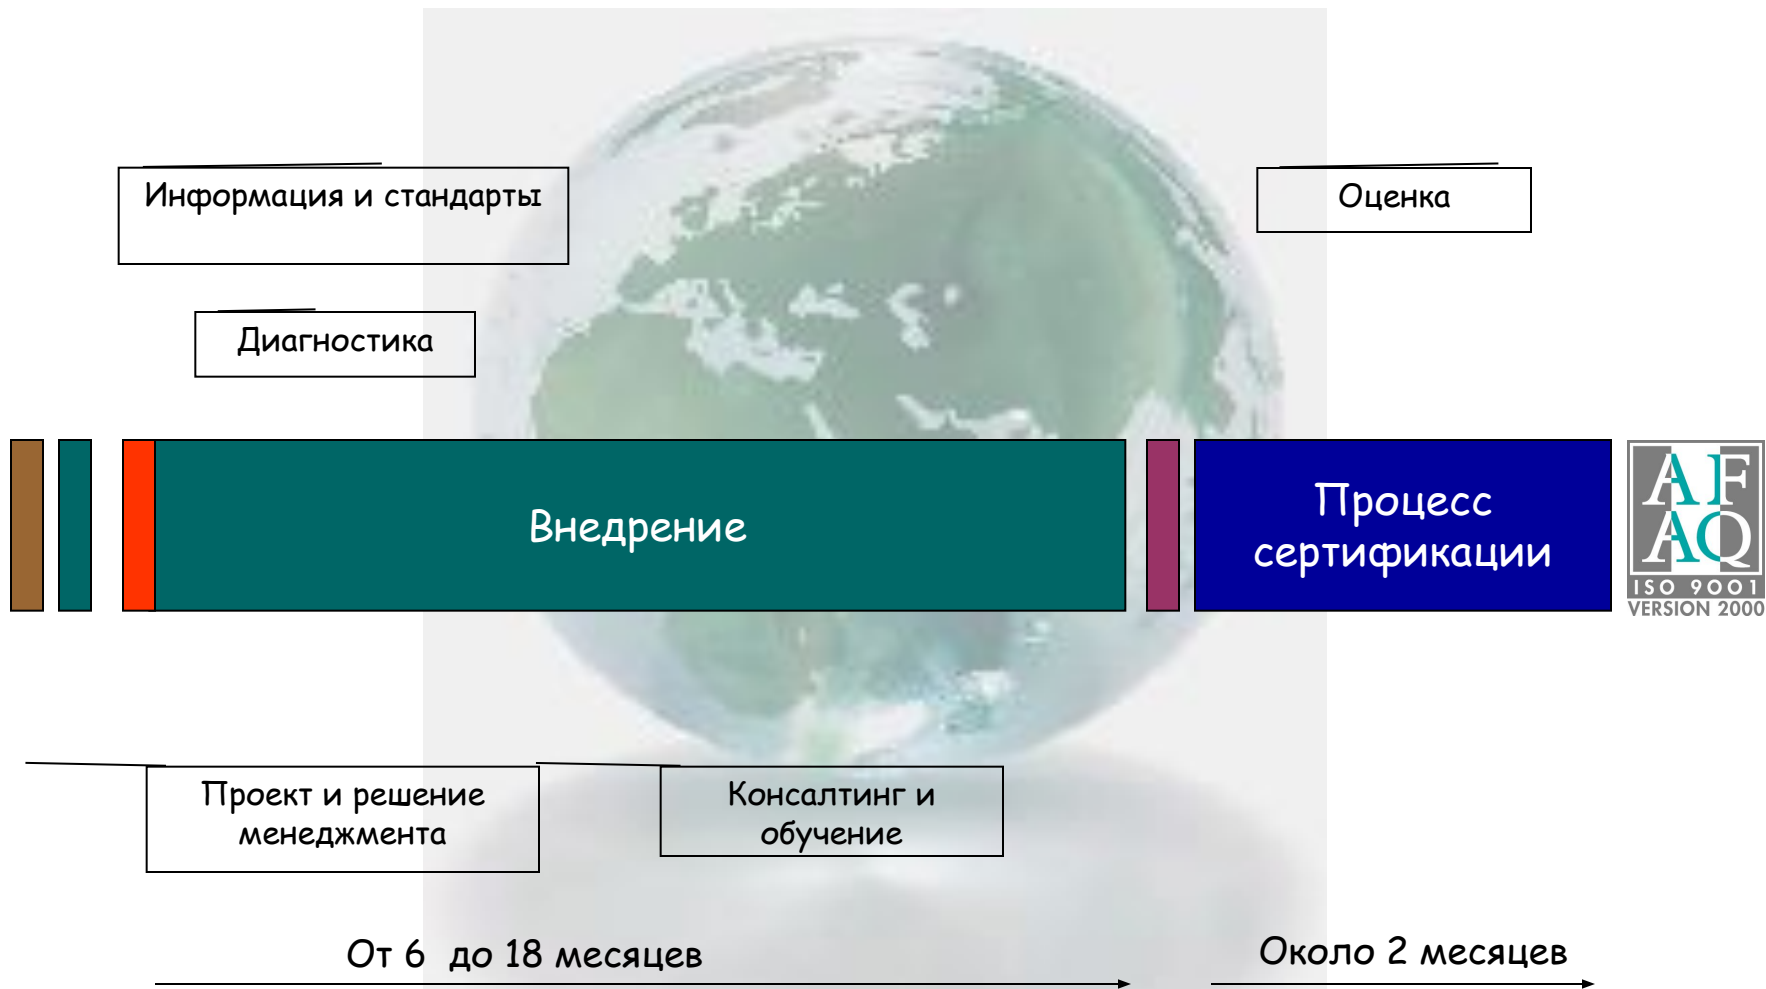 Информация и стандарты
Оценка
Диагностика
Внедрение
Процесс
сертификации
AF
AQ
ISO 9001
VERSION 2000
Проект и решение
менеджмента
Консалтинг и
обучение
От 6 до 18 месяцев
Около 2 месяцев